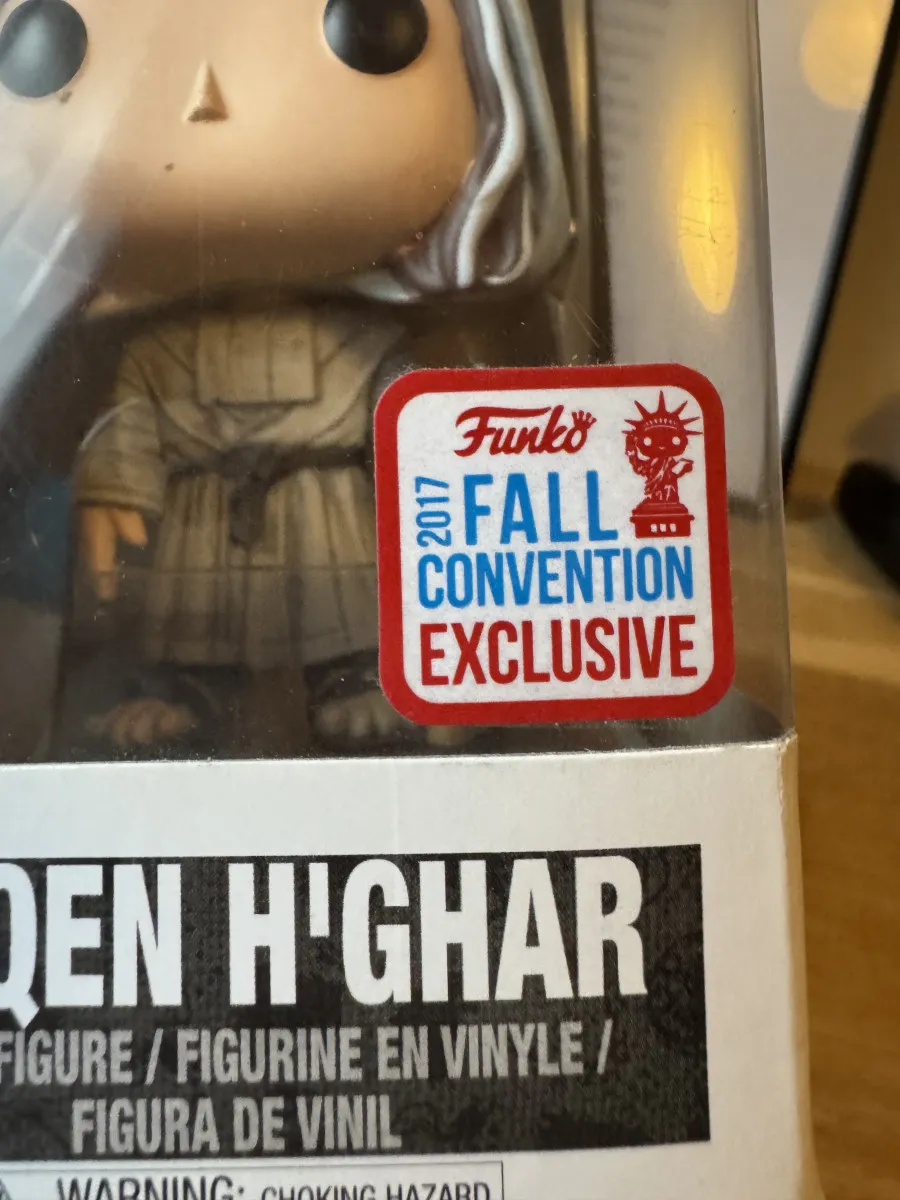 Funko
2017
FALL
CONVENTION
EXCLUSIVE
QEN H'GHAR
FIGURE / FIGURINE EN VINYLE /
FIGURA DE VINIL
WARNING: CHOKING HAZARD